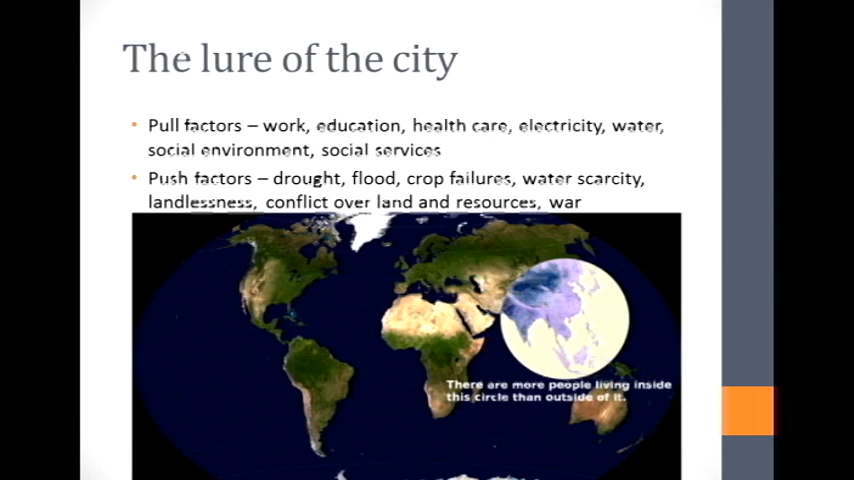 The lure of the city
• Pull factors – work, education, health care, electricity, water,
social environment, social services
• Push factors – drought, flood, crop failures, water scarcity,
landlessness, conflict over land and resources, war
There are more people living inside
this circle than outside of it.